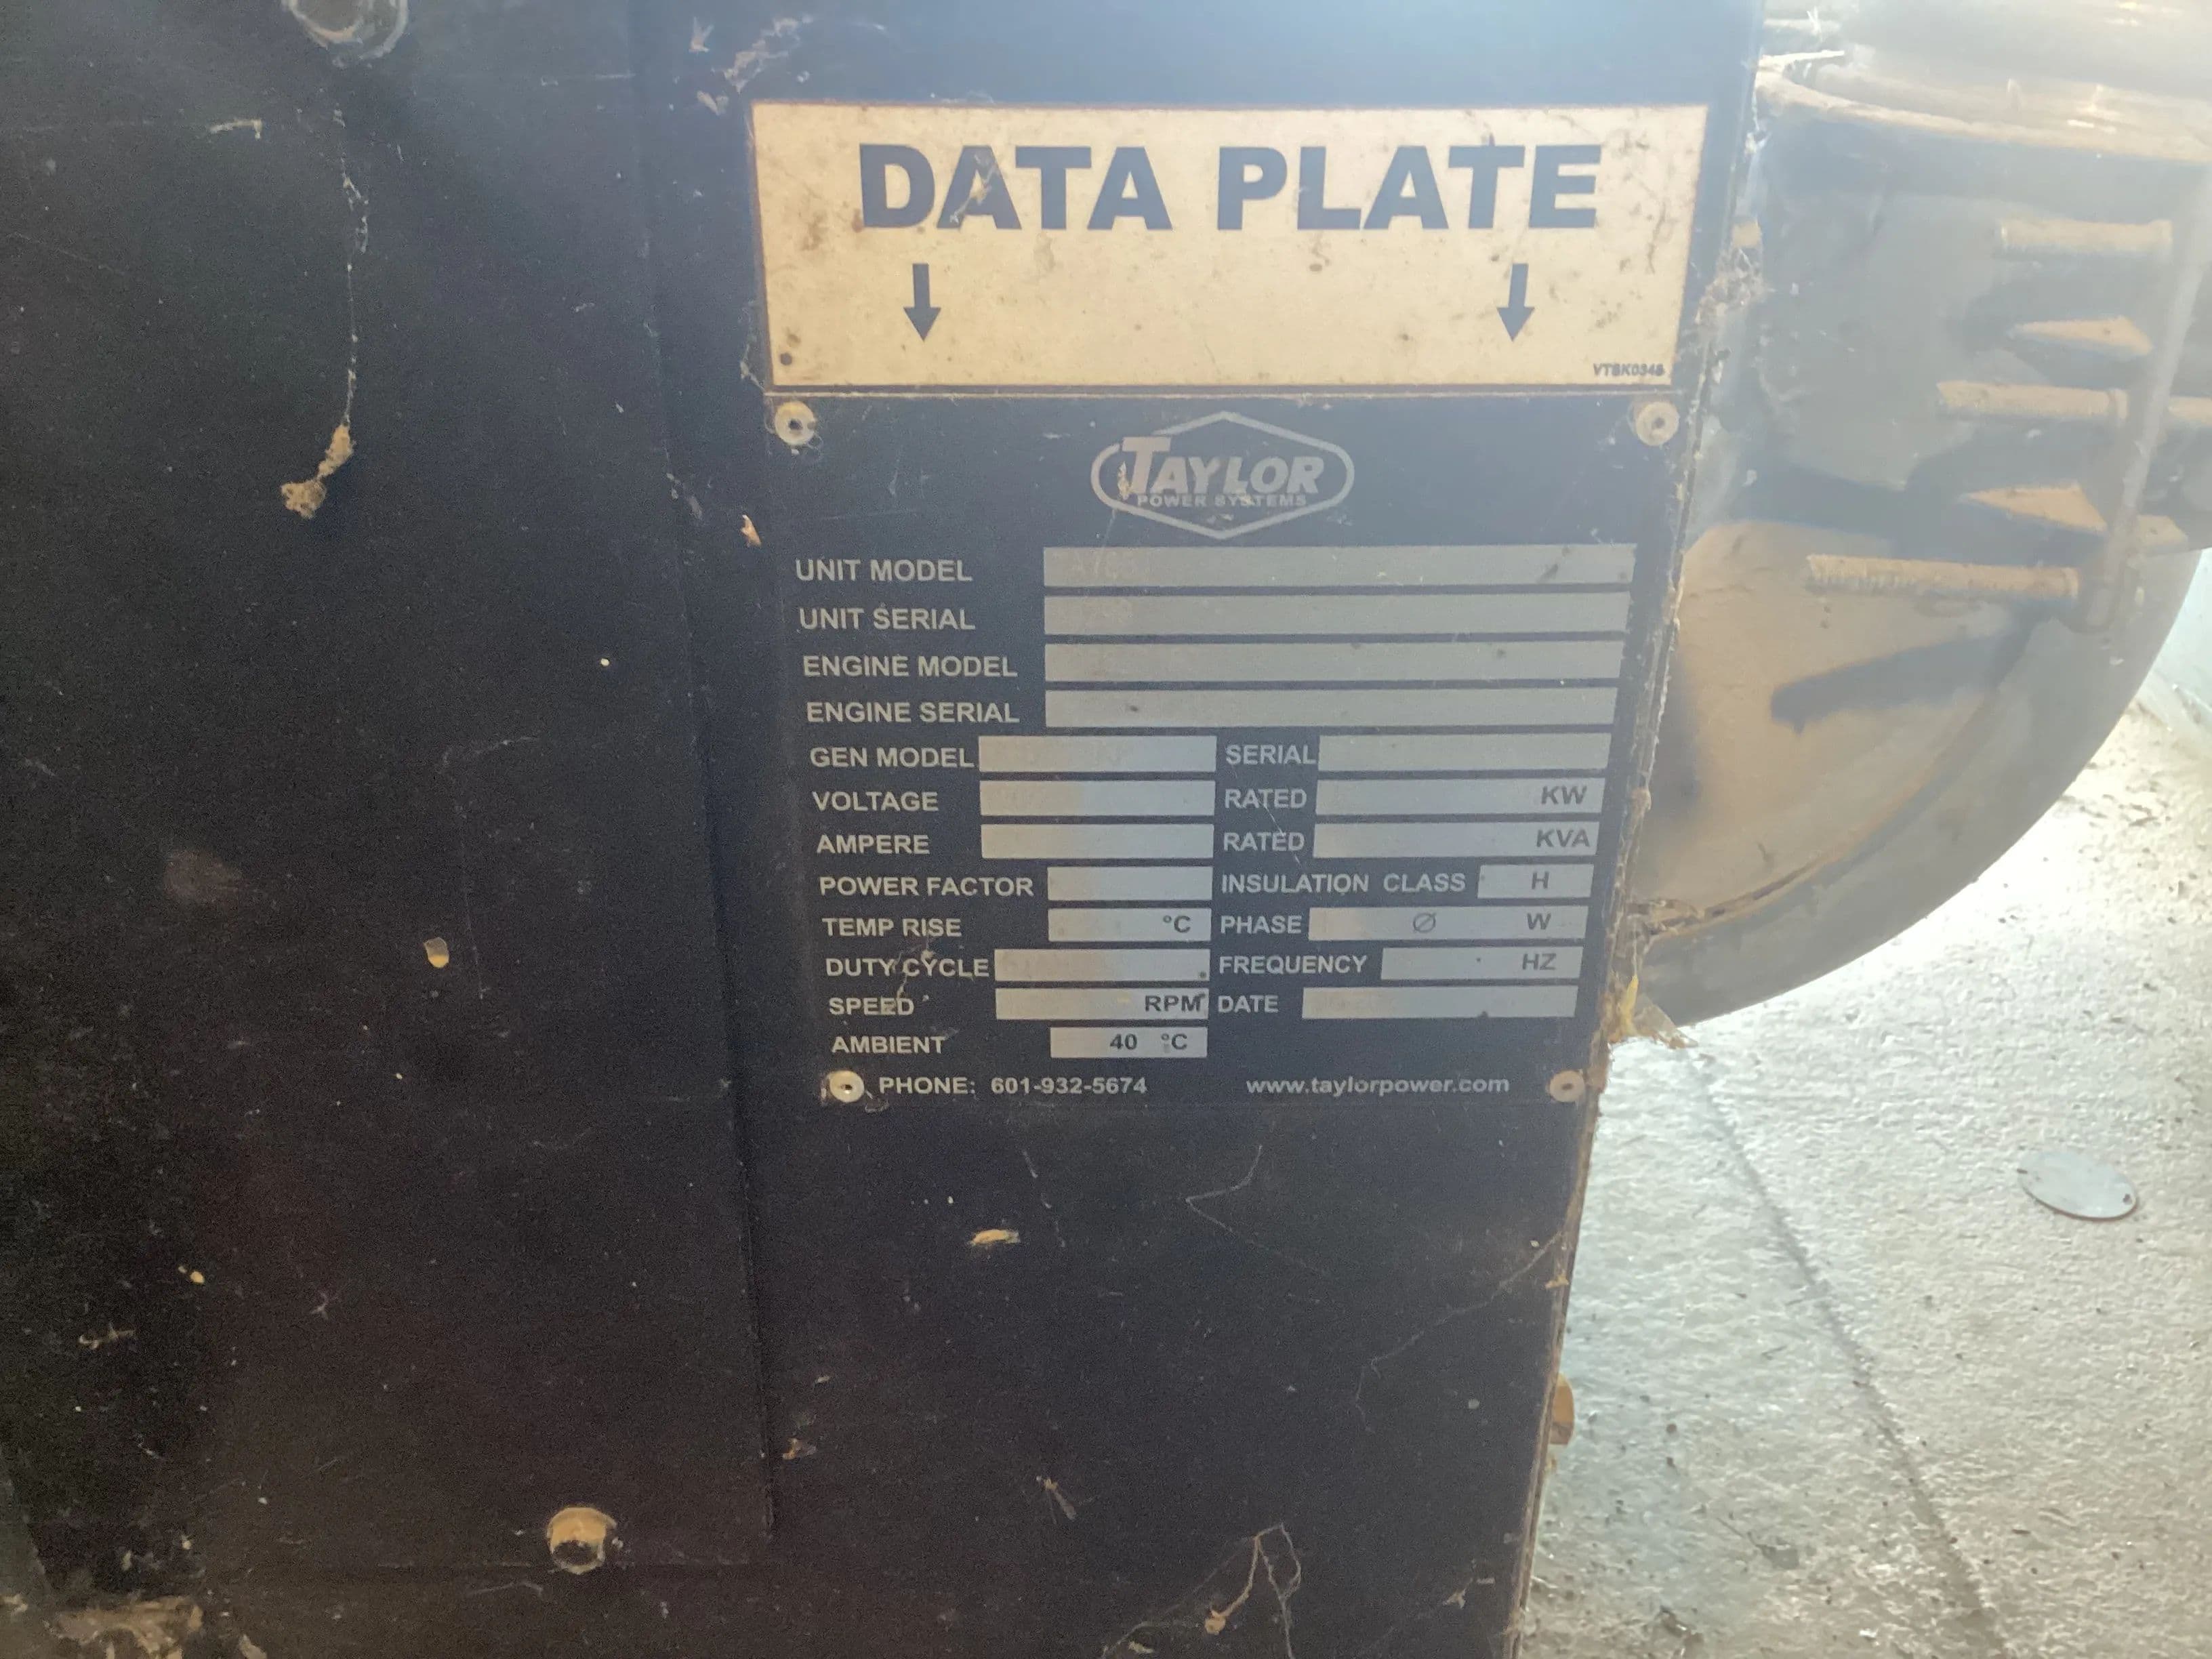 DATA PLATE
VTSK0348
TAYLOR
POWER SYSTEMS
UNIT MODEL
UNIT SERIAL
ENGINE MODEL
ENGINE SERIAL
GEN MODEL SERIAL
VOLTAGE RATED KW
AMPERE RATED KVA
POWER FACTOR INSULATION CLASS H
TEMP RISE °C PHASE Ø W
DUTY CYCLE FREQUENCY HZ
SPEED RPM DATE
AMBIENT 40 °C
PHONE: 601-932-5674 www.taylorpower.com